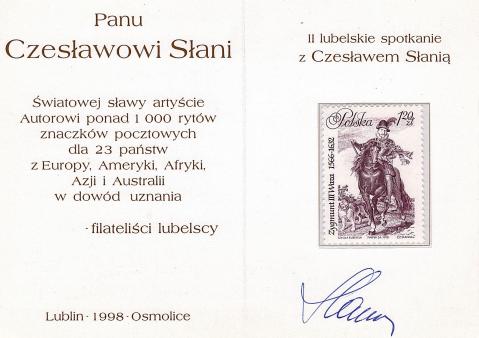 Panu
Czesławowi Słani
Światowej sławy artyście
Autorowi ponad 1 000 rytów
znaczków pocztowych
dla 23 państw
z Europy, Ameryki, Afryki,
Azji i Australii
w dowód uznania
·filateliści lubelscy
Lublin · 1998 · Osmolice
II lubelskie spotkanie
z Czesławem Słanią
Polska 1,20 zł
Zygmunt III Waza 1566-1632
Słania